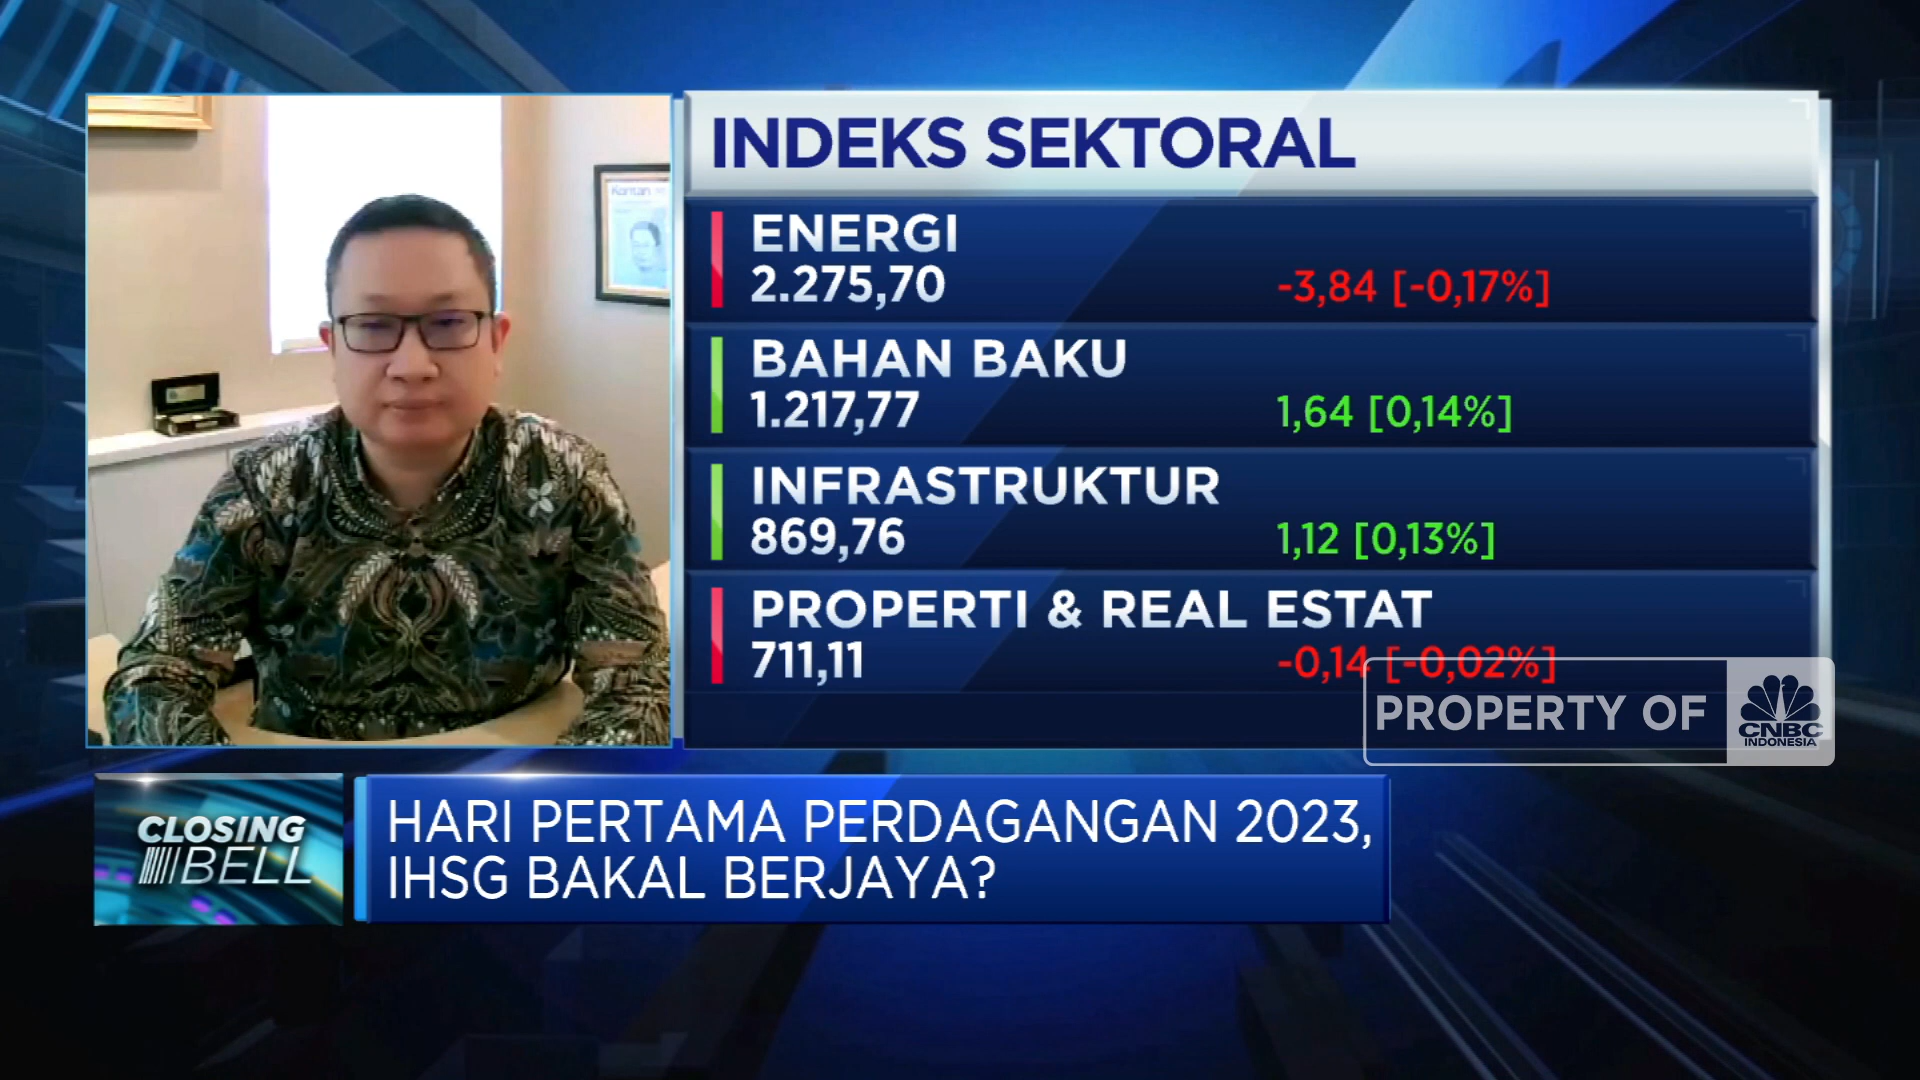 Kontan
INDEKS SEKTORAL
ENERGI
2.275,70 -3,84 [-0,17%]
BAHAN BAKU
1.217,77 1,64 [0,14%]
INFRASTRUKTUR
869,76 1,12 [0,13%]
PROPERTI & REAL ESTAT
711,11 -0,14 [-0,02%]
PROPERTY OF
CNBC
INDONESIA
CLOSING
BELL
HARI PERTAMA PERDAGANGAN 2023,
IHSG BAKAL BERJAYA?